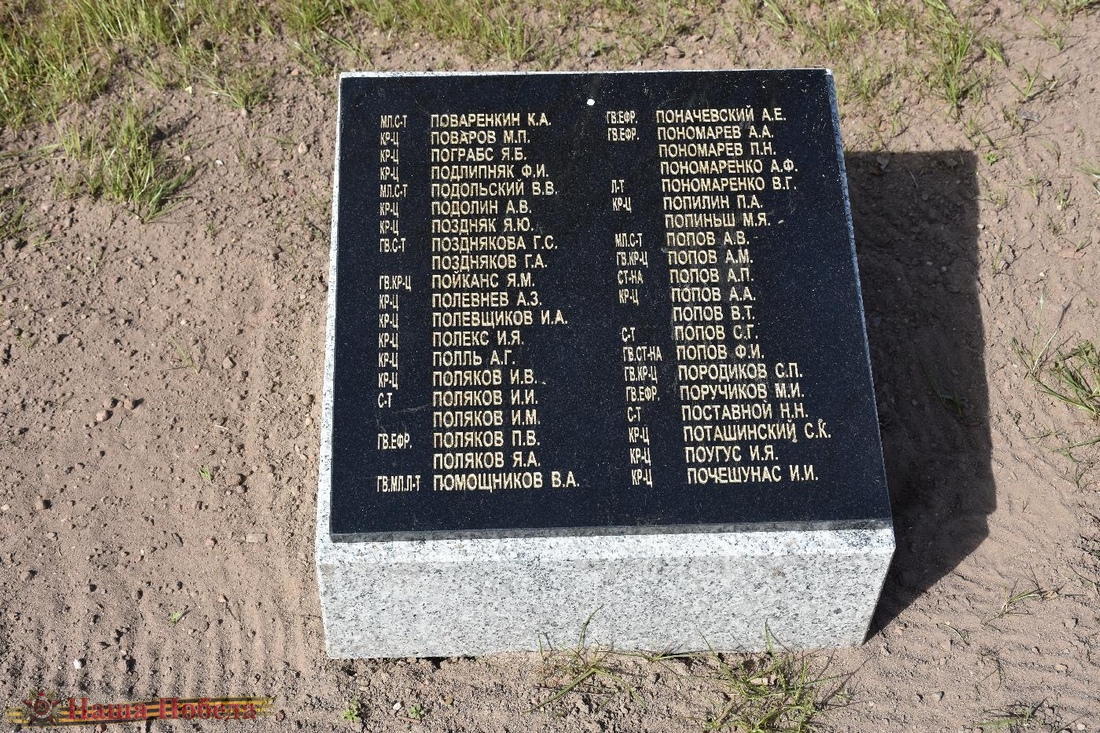 МЛ.С-Т ПОВАРЕНКИН К.А.
КР-Ц ПОВАРОВ М.П.
КР-Ц ПОГРАБС Я.Б.
КР-Ц ПОДЛИПНЯК Ф.И.
МЛ.С-Т ПОДОЛЬСКИЙ В.В.
КР-Ц ПОДОЛИН А.В.
КР-Ц ПОЗДНЯК Я.Ю.
ГВ.С-Т ПОЗДНЯКОВА Г.С.
ПОЗДНЯКОВ Г.А.
ГВ.КР-Ц ПОЙКАНС Я.М.
КР-Ц ПОЛЕВНЕВ А.З.
КР-Ц ПОЛЕВЩИКОВ И.А.
КР-Ц ПОЛЕКС И.Я.
КР-Ц ПОЛЛЬ А.Г.
КР-Ц ПОЛЯКОВ И.В.
С-Т ПОЛЯКОВ И.И.
ПОЛЯКОВ И.М.
ГВ.ЕФР. ПОЛЯКОВ П.В.
ПОЛЯКОВ Я.А.
ГВ.МЛ.Л-Т ПОМОЩНИКОВ В.А.
ГВ.ЕФР. ПОНАЧЕВСКИЙ А.Е.
ГВ.ЕФР. ПОНОМАРЕВ А.А.
ПОНОМАРЕВ П.Н.
ПОНОМАРЕНКО А.Ф.
Л-Т ПОНОМАРЕНКО В.Г.
КР-Ц ПОПИЛИН П.А.
ПОПИНЬШ М.Я.
МЛ.С-Т ПОПОВ А.В.
ГВ.КР-Ц ПОПОВ А.М.
СТ-НА ПОПОВ А.П.
КР-Ц ПОПОВ А.А.
ПОПОВ В.Т.
С-Т ПОПОВ С.Г.
ГВ.СТ-НА ПОПОВ Ф.И.
ГВ.КР-Ц ПОРОДИКОВ С.П.
ГВ.ЕФР. ПОРУЧИКОВ М.И.
С-Т ПОСТАВНОЙ Н.Н.
КР-Ц ПОТАШИНСКИЙ С.К.
КР-Ц ПОУГУС И.Я.
КР-Ц ПОЧЕШУНАС И.И.
Наша Победа